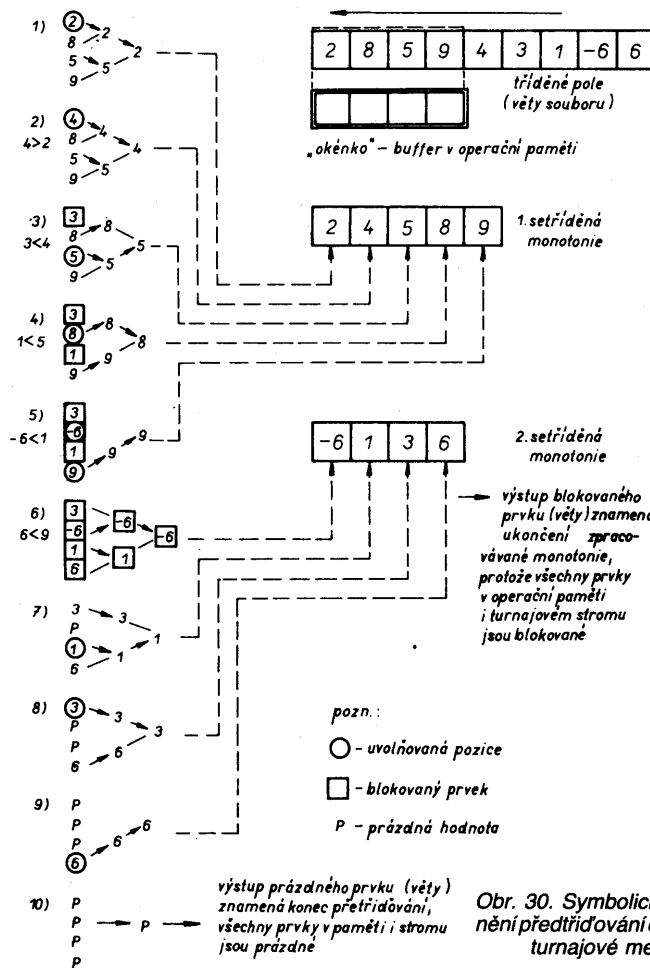 2 8 5 9 4 3 1 -6 6
tříděné pole
(věty souboru)
„okénko" – buffer v operační paměti
1)
2
8 2
5 2
5
9
2)
4>2
4
8 4
5 4
5
9
3)
3<4
3
8 8
5 5
5
9
4)
1<5
3
8 8
1 8
9
9
5)
-6<1
3
-6
1 9
9
9
6)
6<9
3
-6 -6
1 -6
1
6
7)
3 3
P
1 1
1
6
8)
3
P 3
P 3
6
6
9)
P
P
P 6
6
6
10)
P
P
P
P
P
2 4 5 8 9
1. setříděná
monotonie
-6 1 3 6
2. setříděná
monotonie
výstup blokovaného
prvku (věty) znamená
ukončení zpraco-
vávané monotonie,
protože všechny prvky
v operační paměti
i turnajovém stromu
jsou blokované
pozn.:
– uvolňovaná pozice
– blokovaný prvek
P – prázdná hodnota
výstup prázdného prvku (věty)
znamená konec přetřiďování,
všechny prvky v paměti i stromu
jsou prázdné
Obr. 30. Symbolick
nění předtřiďování
turnajové me